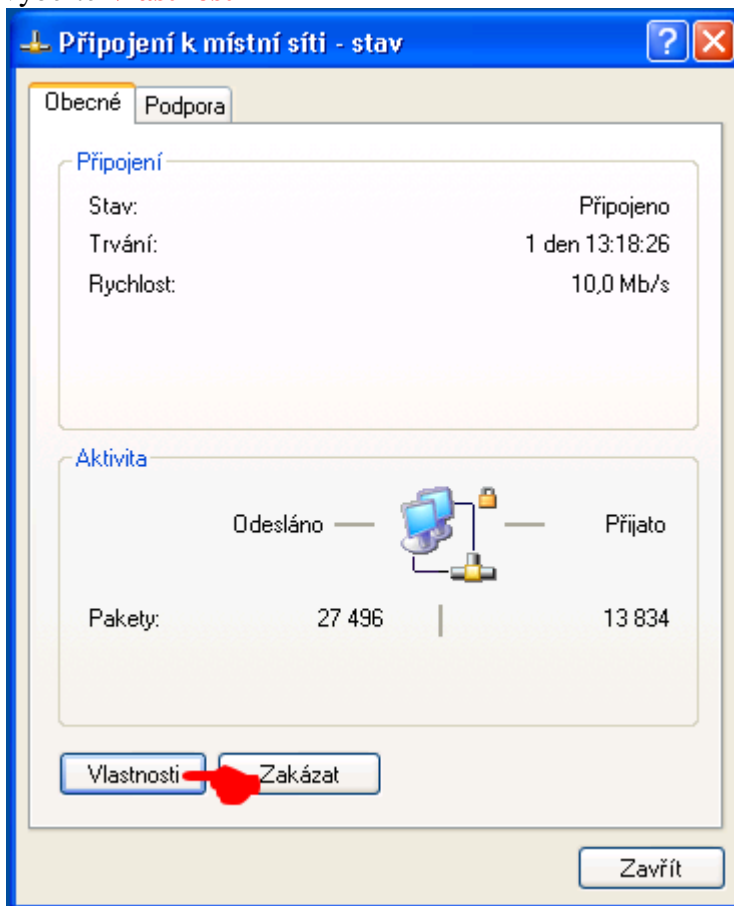 Připojení k místní síti - stav
Obecné Podpora
Připojení
Stav: Připojeno
Trvání: 1 den 13:18:26
Rychlost: 10,0 Mb/s
Aktivita
Odesláno Přijato
Pakety: 27 496 13 834
Vlastnosti Zakázat
Zavřít